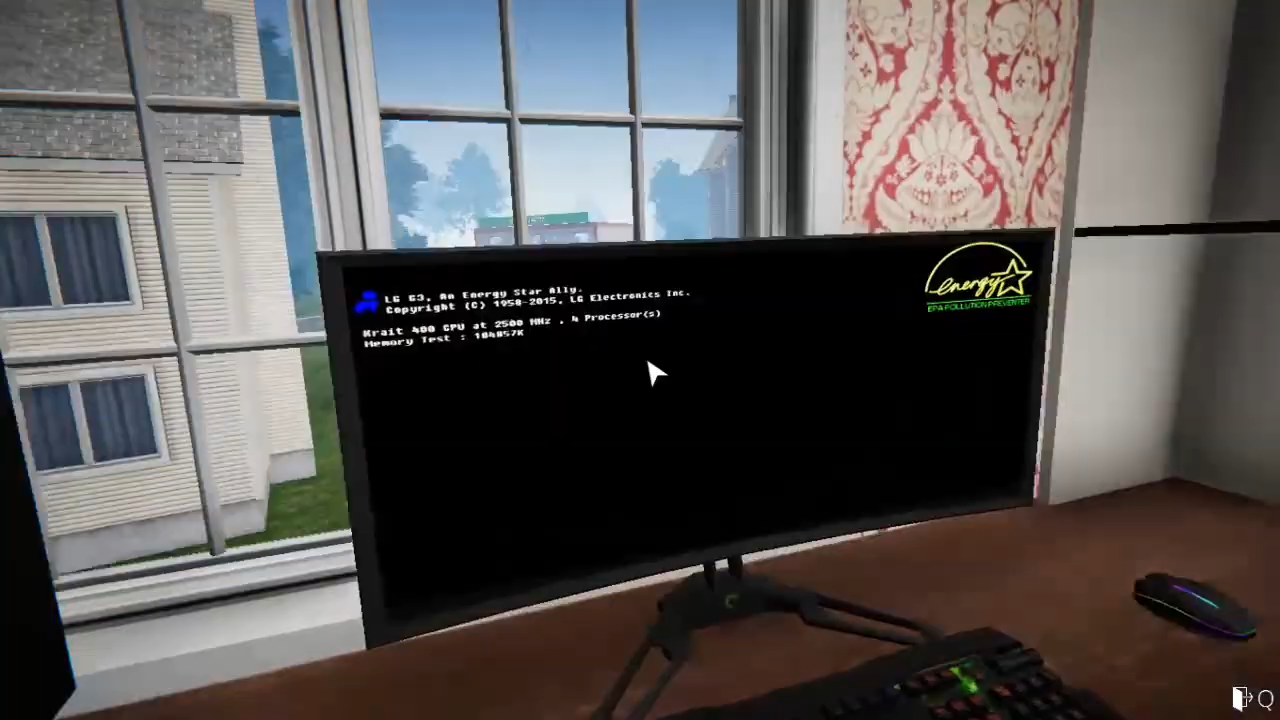 LG G3, An Energy Star Ally.
Copyright (C) 1958-2015, LG Electronics Inc.
Krait 400 CPU at 2500 MHz , 4 Processor(s)
Memory Test : 104857K
energy
EPA POLLUTION PREVENTER
Q